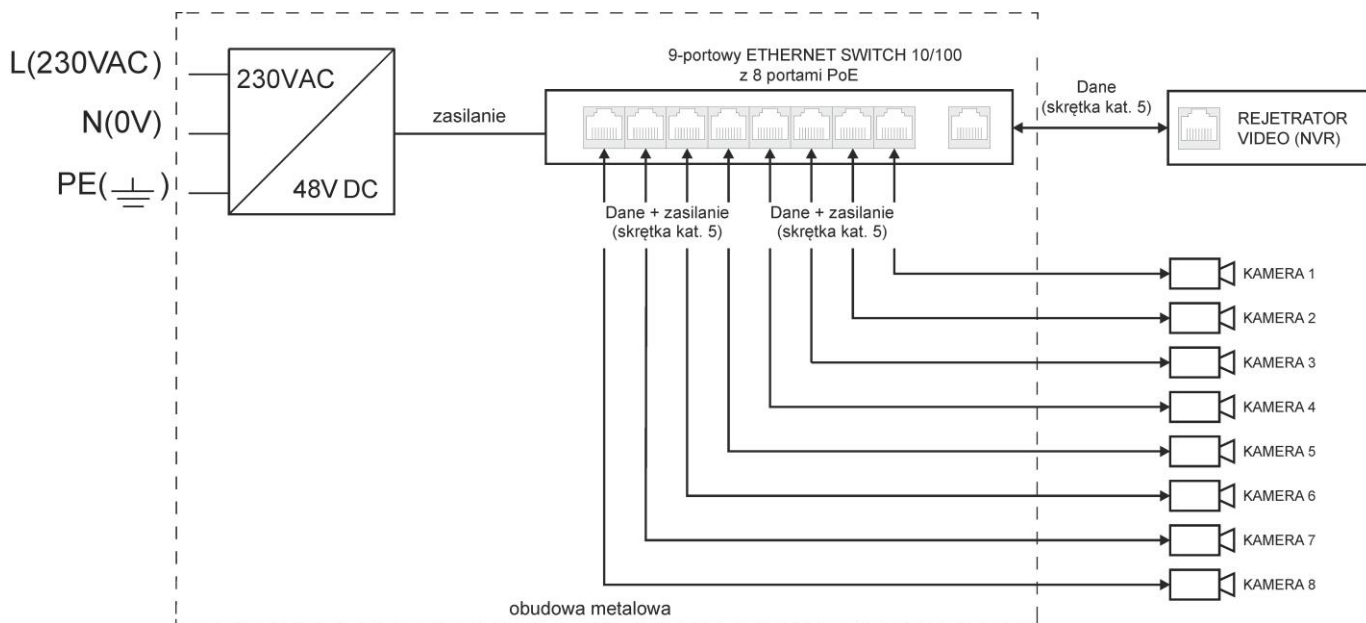 L(230VAC)
N(0V)
PE(⏚)
230VAC
48V DC
zasilanie
9-portowy ETHERNET SWITCH 10/100
z 8 portami PoE
Dane
(skrętka kat. 5)
REJETRATOR
VIDEO (NVR)
Dane + zasilanie
(skrętka kat. 5)
Dane + zasilanie
(skrętka kat. 5)
KAMERA 1
KAMERA 2
KAMERA 3
KAMERA 4
KAMERA 5
KAMERA 6
KAMERA 7
KAMERA 8
obudowa metalowa